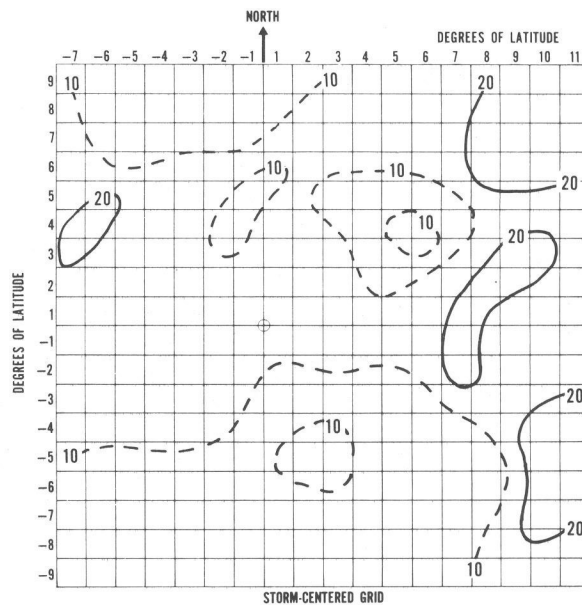 NORTH
DEGREES OF LATITUDE
-7 -6 -5 -4 -3 -2 -1 1 2 3 4 5 6 7 8 9 10 11
9 10 10 20
8
7
6 10 10 20
5 20
4 10 20
3
2
1
-1
-2
-3 20
-4 10
-5 10
-6
-7 20
-8 10
-9
DEGREES OF LATITUDE
STORM-CENTERED GRID